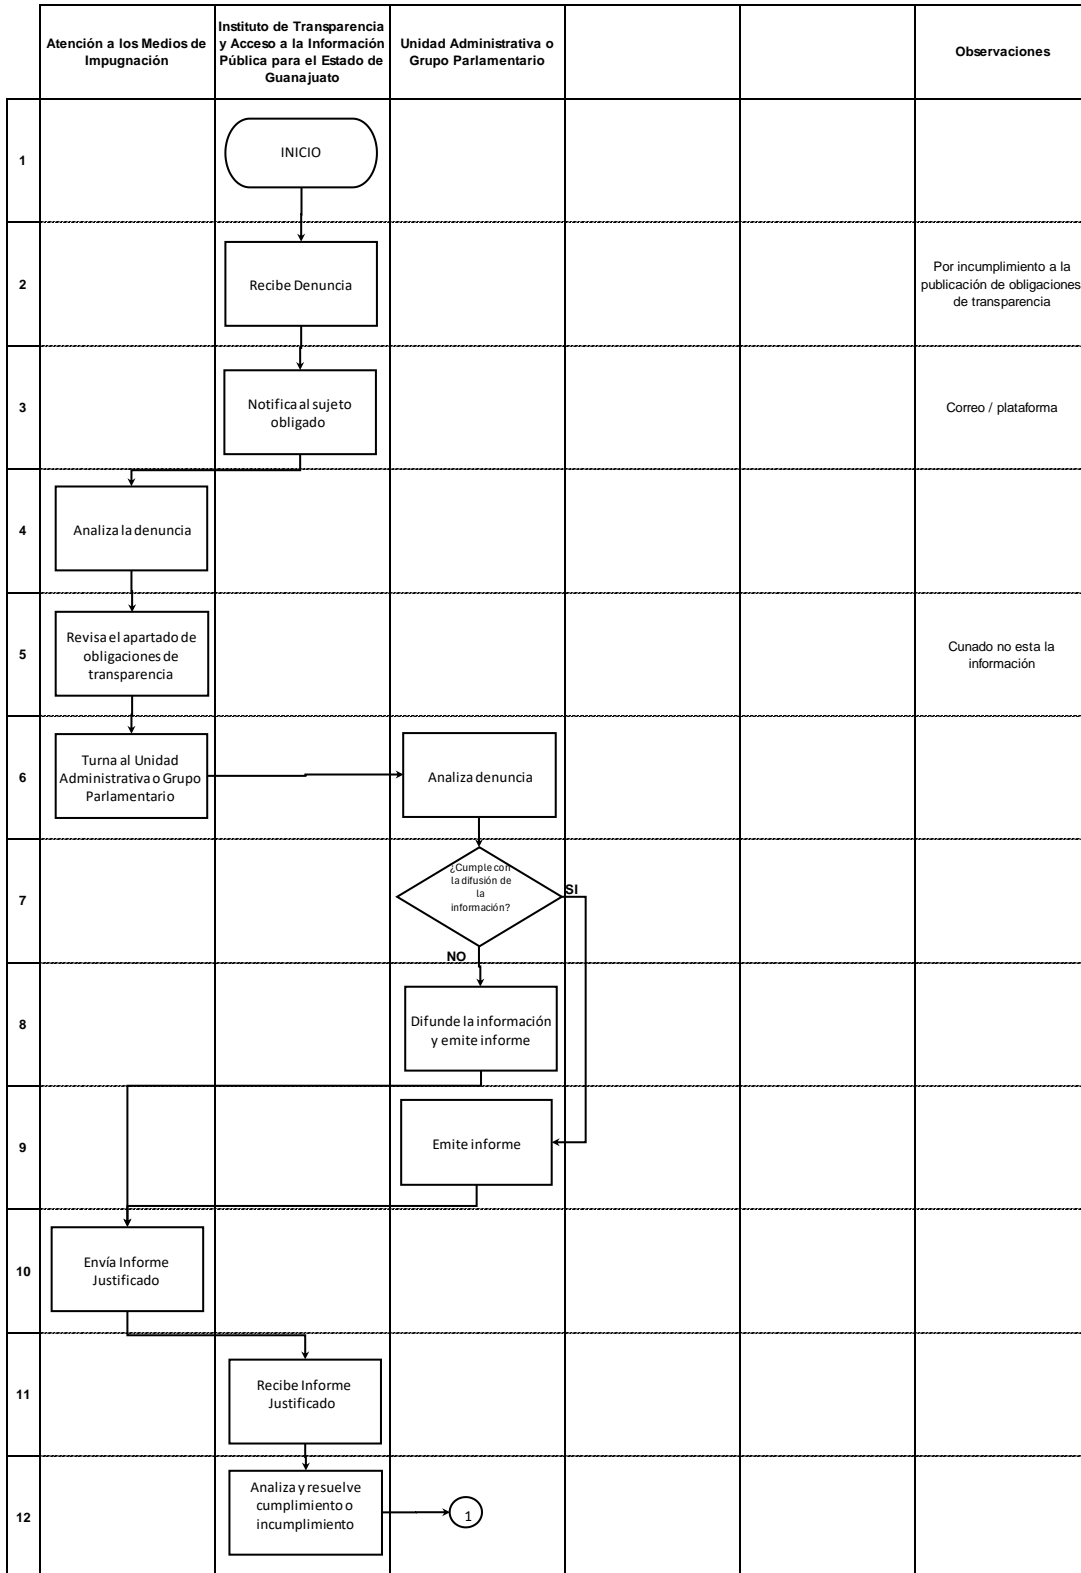 Atención a los Medios de
Impugnación
Instituto de Transparencia
y Acceso a la Información
Pública para el Estado de
Guanajuato
Unidad Administrativa o
Grupo Parlamentario
Observaciones
1
INICIO
2
Recibe Denuncia
Por incumplimiento a la
publicación de obligaciones
de transparencia
3
Notifica al sujeto
obligado
Correo / plataforma
4
Analiza la denuncia
5
Revisa el apartado de
obligaciones de
transparencia
Cunado no esta la
información
6
Turna al Unidad
Administrativa o Grupo
Parlamentario
Analiza denuncia
7
¿Cumple con
la difusión de
la
información?
SI
NO
8
Difunde la información
y emite informe
9
Emite informe
10
Envía Informe
Justificado
11
Recibe Informe
Justificado
12
Analiza y resuelve
cumplimiento o
incumplimiento
1